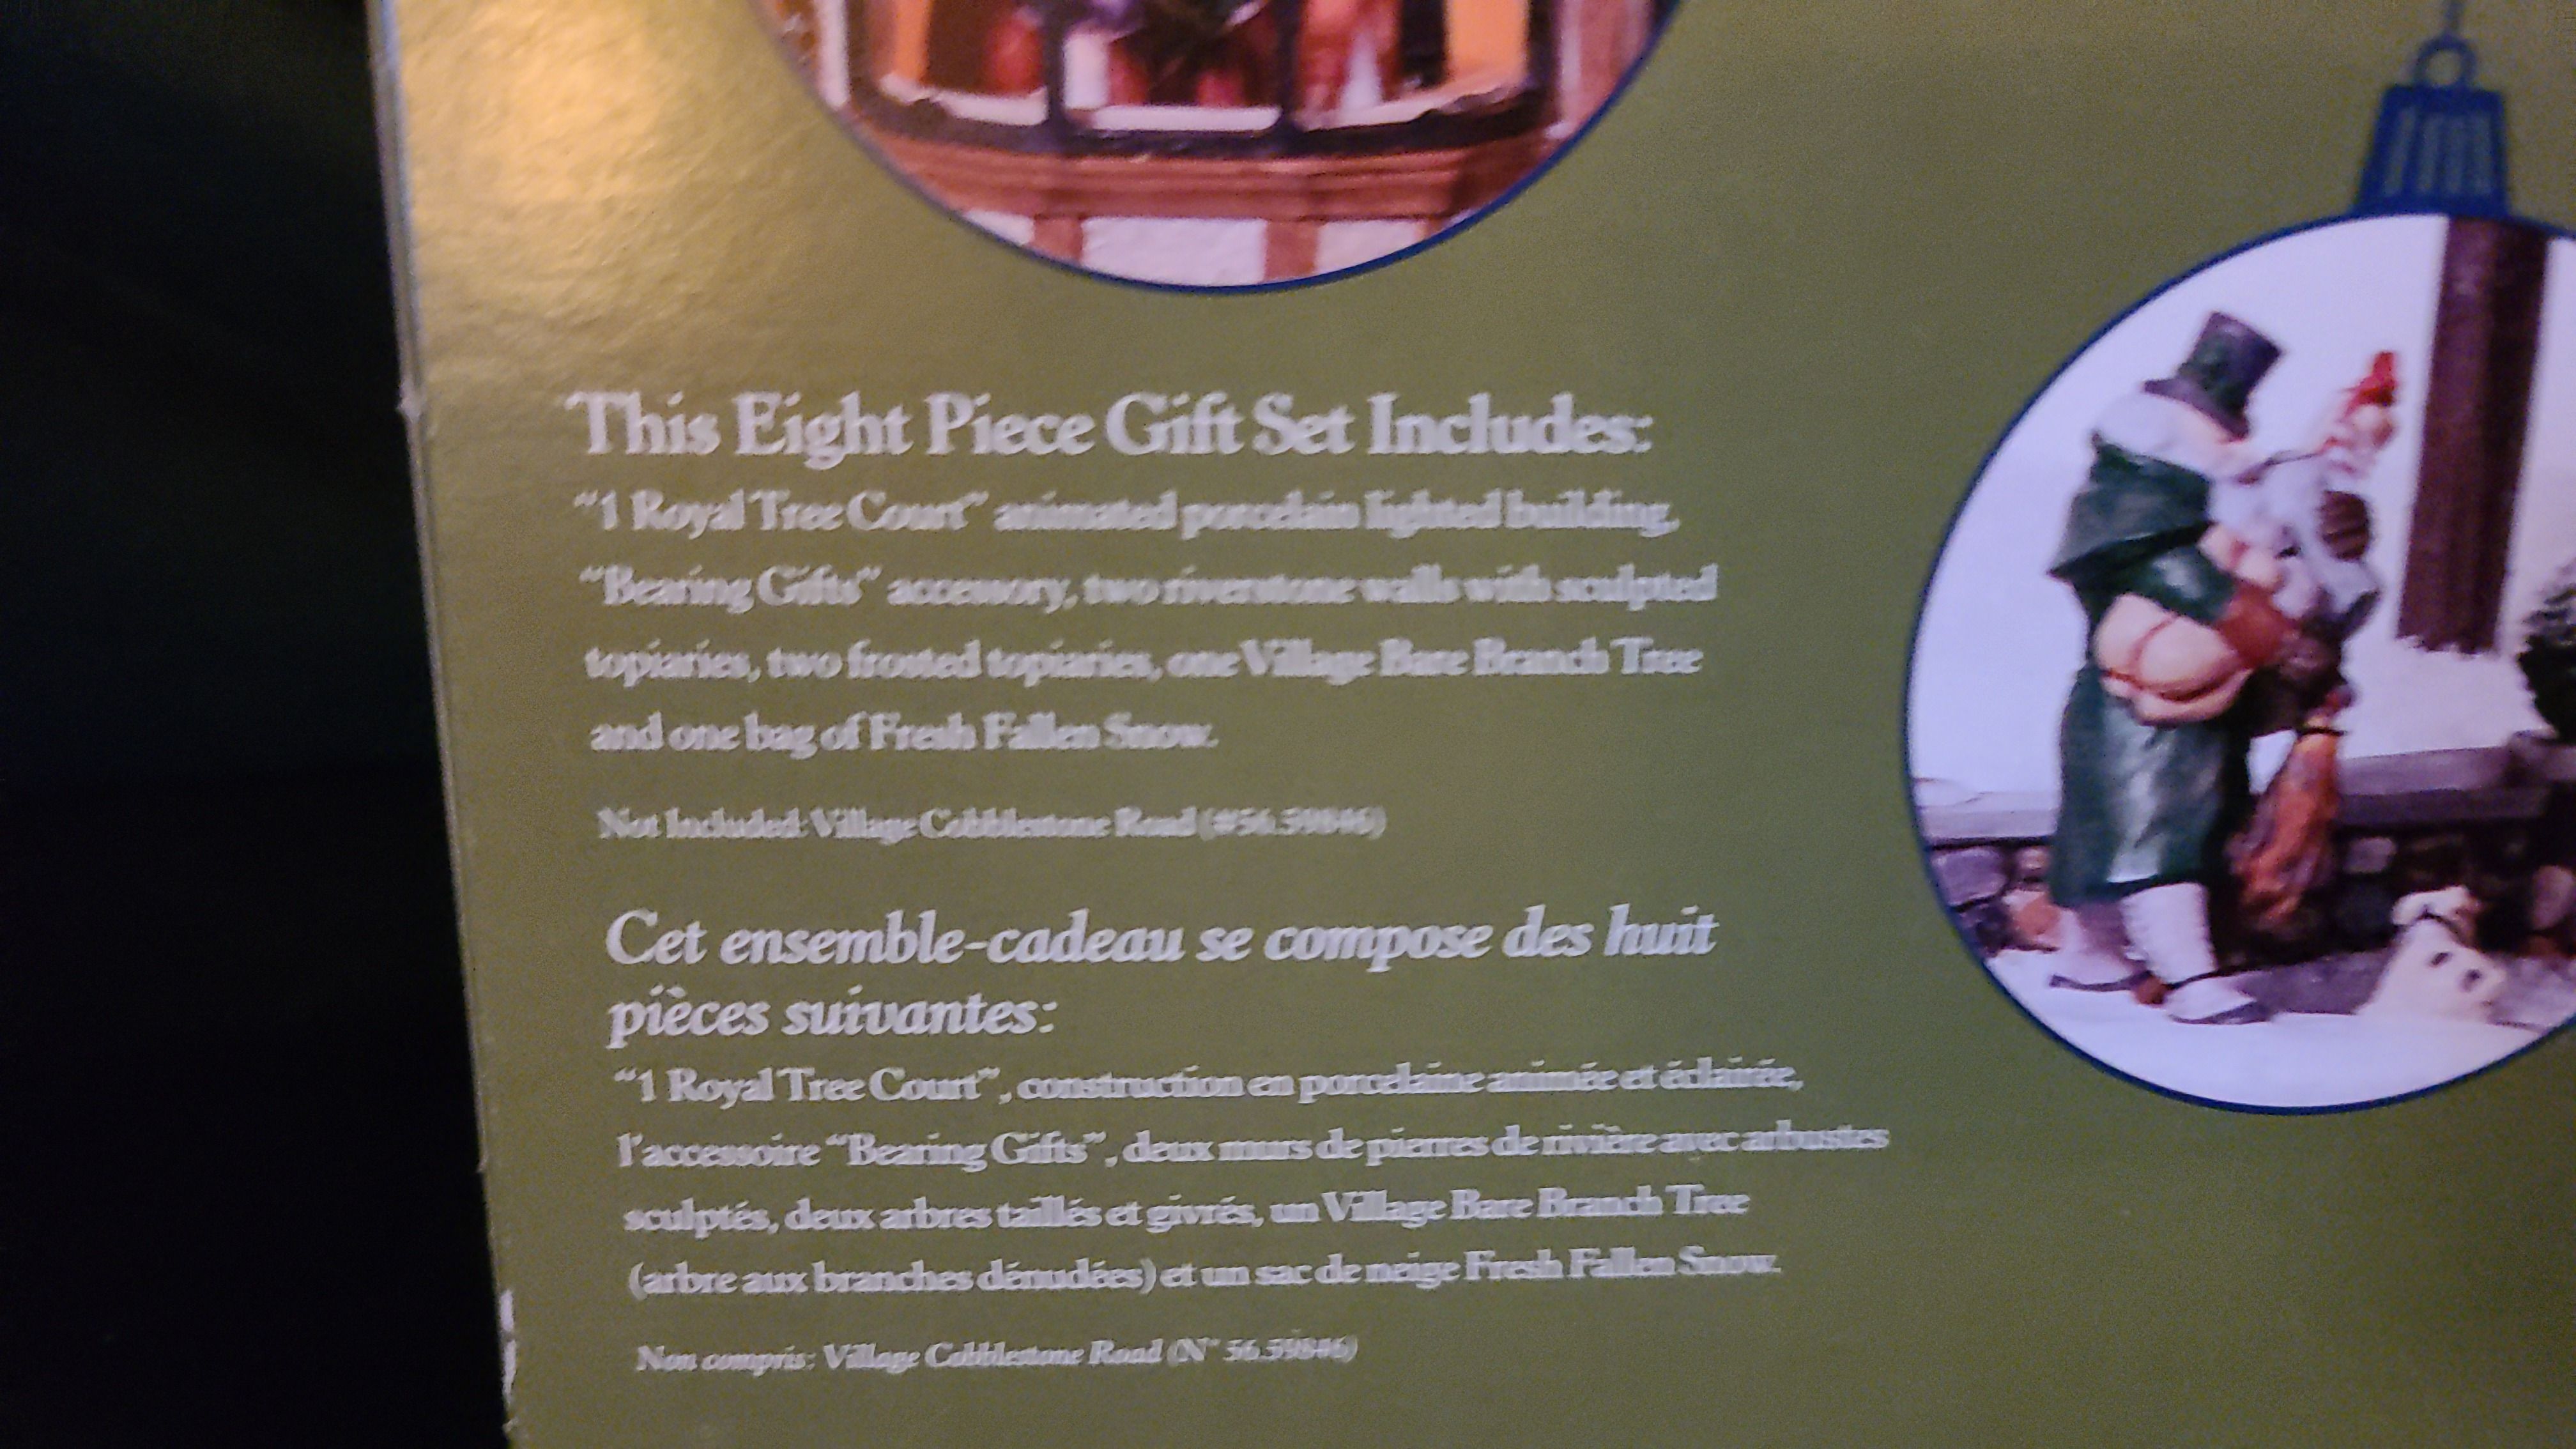 This Eight Piece Gift Set Includes:
“1 Royal Tree Court” animated porcelain lighted building,
“Bearing Gifts” accessory, two riverstone walls with sculpted
topiaries, two frosted topiaries, one Village Bare Branch Tree
and one bag of Fresh Fallen Snow.
Not Included: Village Cobblestone Road (#56.59846)
Cet ensemble-cadeau se compose des huit
pièces suivantes:
“1 Royal Tree Court”, construction en porcelaine animée et éclairée,
l'accessoire “Bearing Gifts”, deux murs de pierres de rivière avec arbustes
sculptés, deux arbres taillés et givrés, un Village Bare Branch Tree
(arbre aux branches dénudées) et un sac de neige Fresh Fallen Snow.
Non compris: Village Cobblestone Road (N° 56.59846)